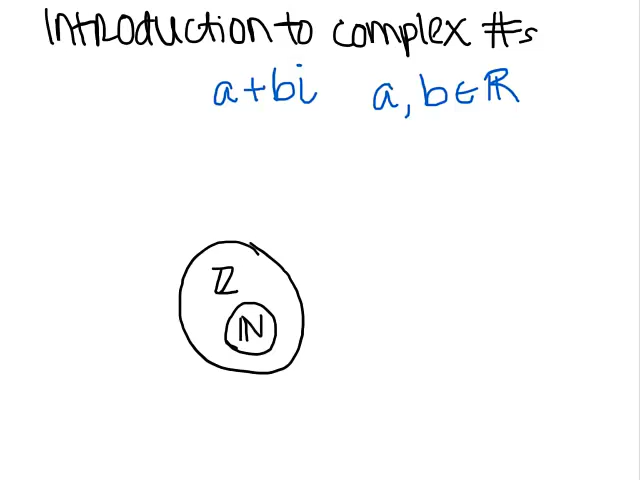 Introduction to complex #s
a+bi a, b∈ℝ
ℤ
ℕ